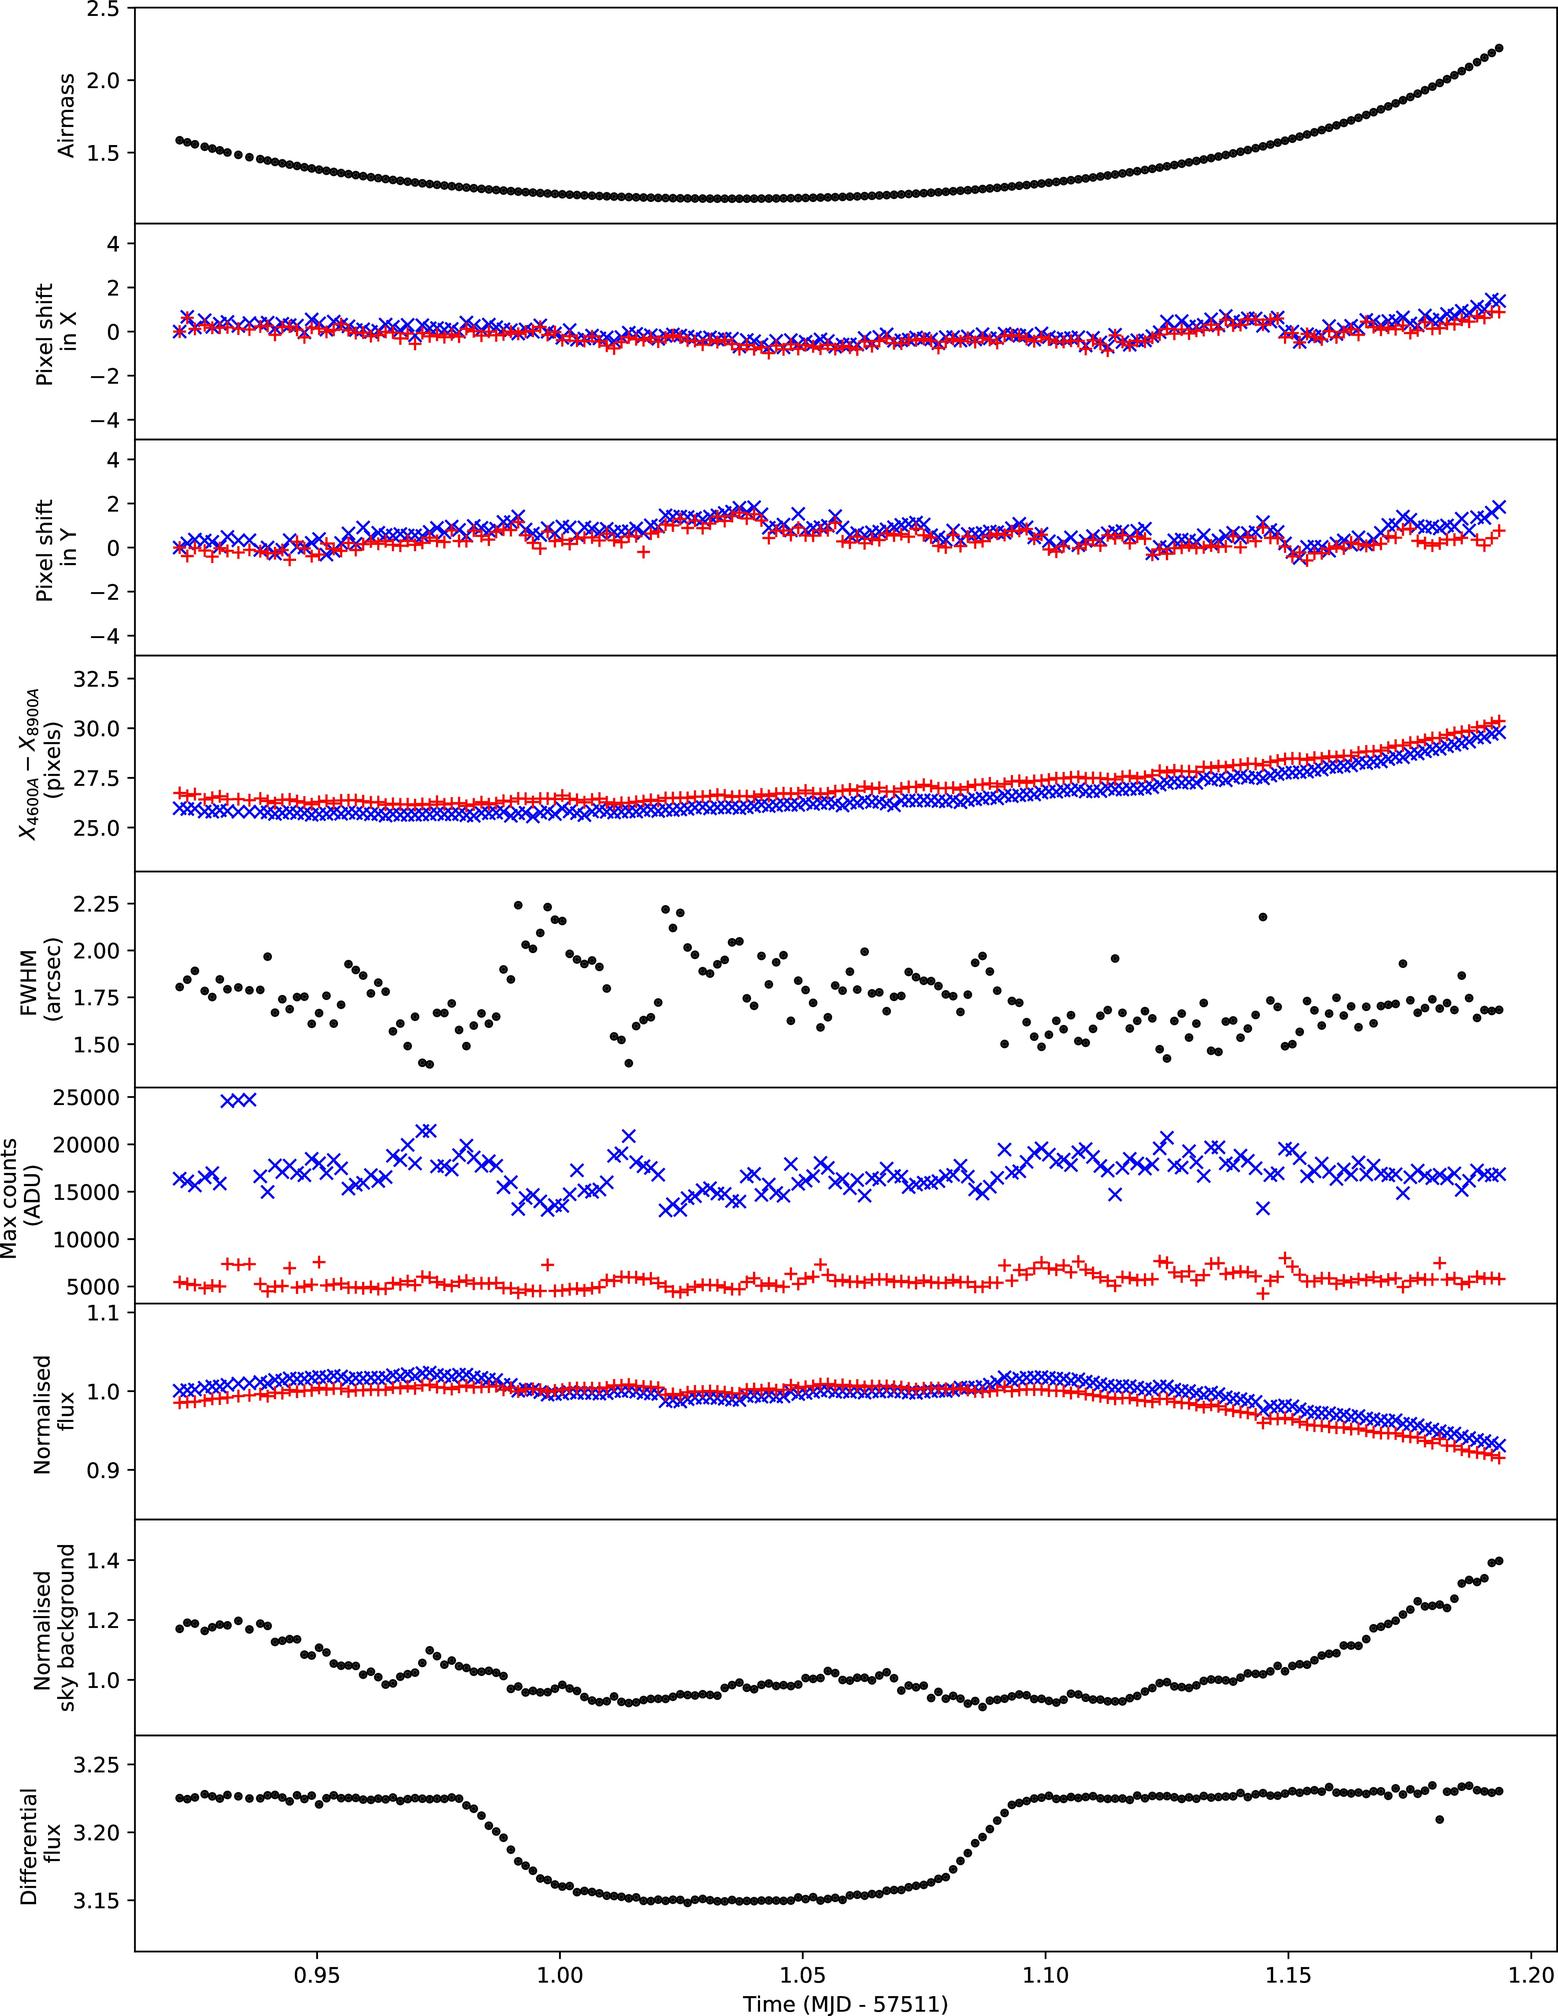 2.5
2.0
1.5
Airmass
4
2
0
−2
−4
Pixel shift
in X
4
2
0
−2
−4
Pixel shift
in Y
32.5
30.0
27.5
25.0
X4600A − X8900A
(pixels)
2.25
2.00
1.75
1.50
FWHM
(arcsec)
25000
20000
15000
10000
5000
Max counts
(ADU)
1.1
1.0
0.9
Normalised
flux
1.4
1.2
1.0
Normalised
sky background
3.25
3.20
3.15
Differential
flux
0.95 1.00 1.05 1.10 1.15 1.20
Time (MJD - 57511)